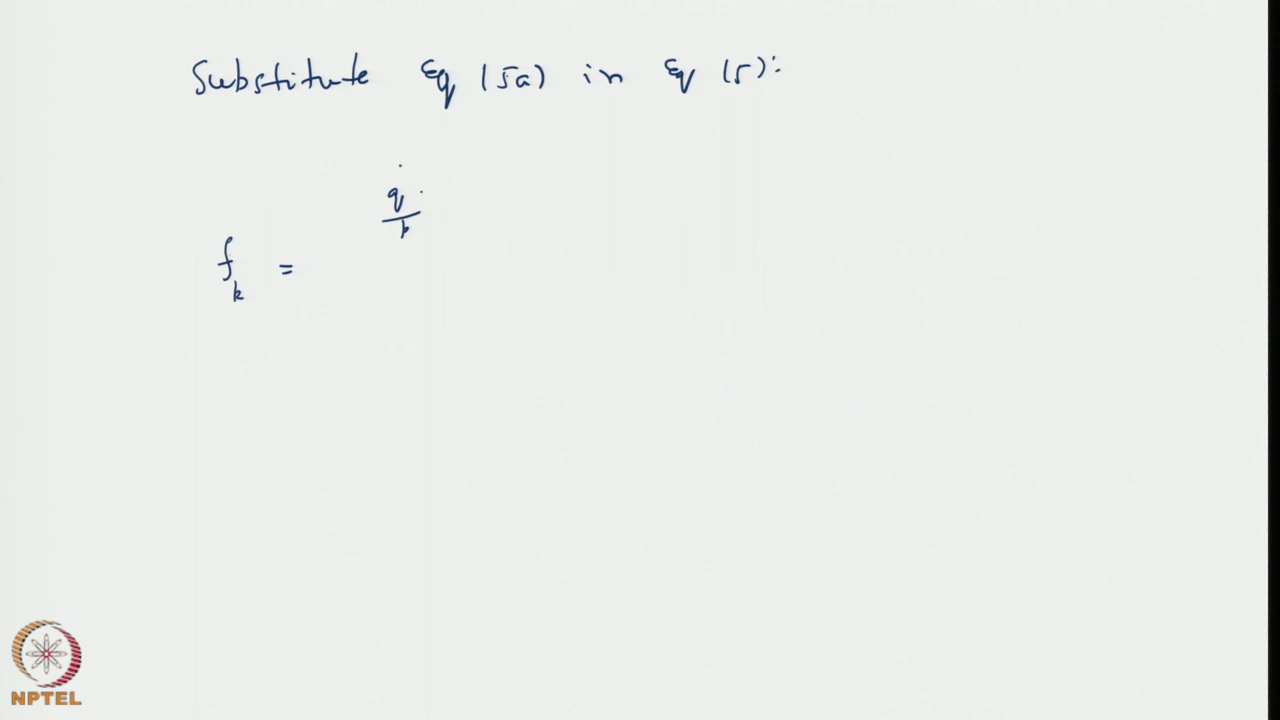 Substitute Eq (5a) in Eq (5):
q
f =
k
NPTEL